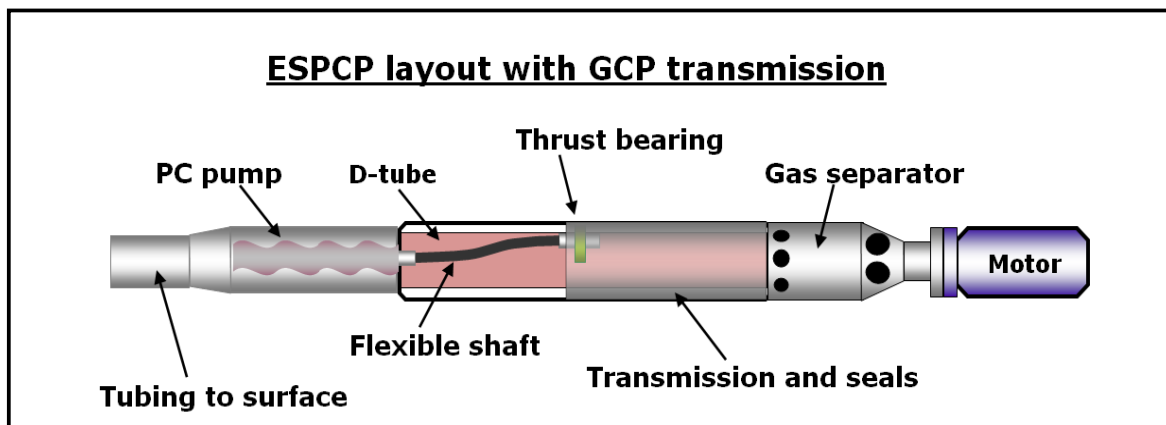 ESPCP layout with GCP transmission
Thrust bearing
PC pump
D-tube
Gas separator
Motor
Flexible shaft
Transmission and seals
Tubing to surface